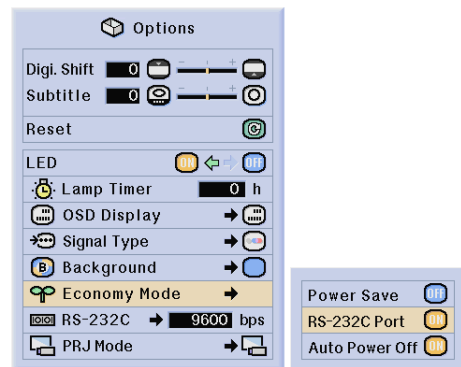 Options
Digi. Shift 0 - +
Subtitle 0 - +
Reset
LED ON OFF
Lamp Timer 0 h
OSD Display
Signal Type
B Background
Economy Mode
RS-232C 9600 bps
PRJ Mode
Power Save OFF
RS-232C Port ON
Auto Power Off ON